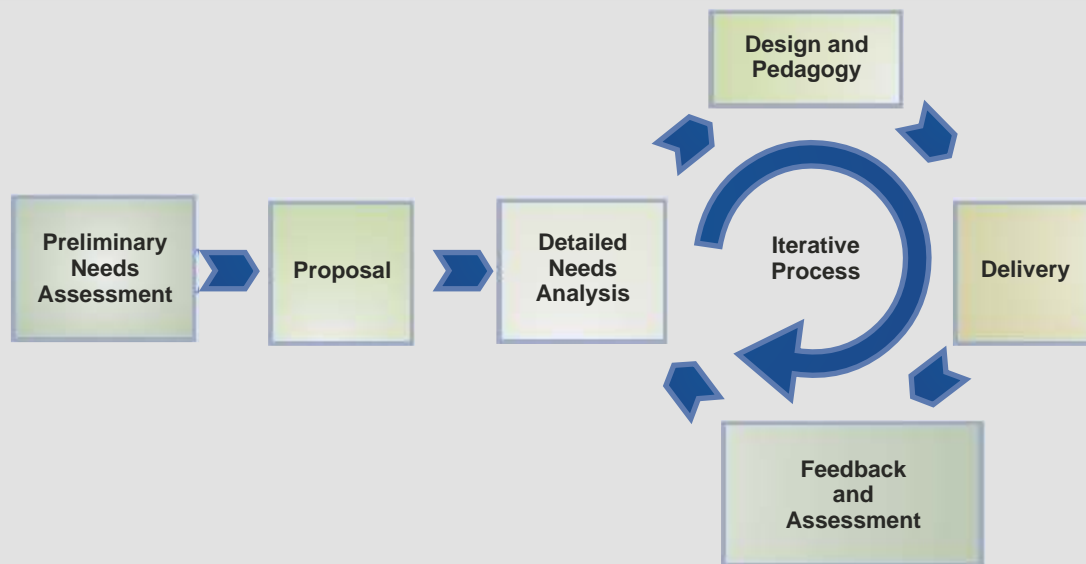 Preliminary
Needs
Assessment
Proposal
Detailed
Needs
Analysis
Design and
Pedagogy
Iterative
Process
Delivery
Feedback
and
Assessment